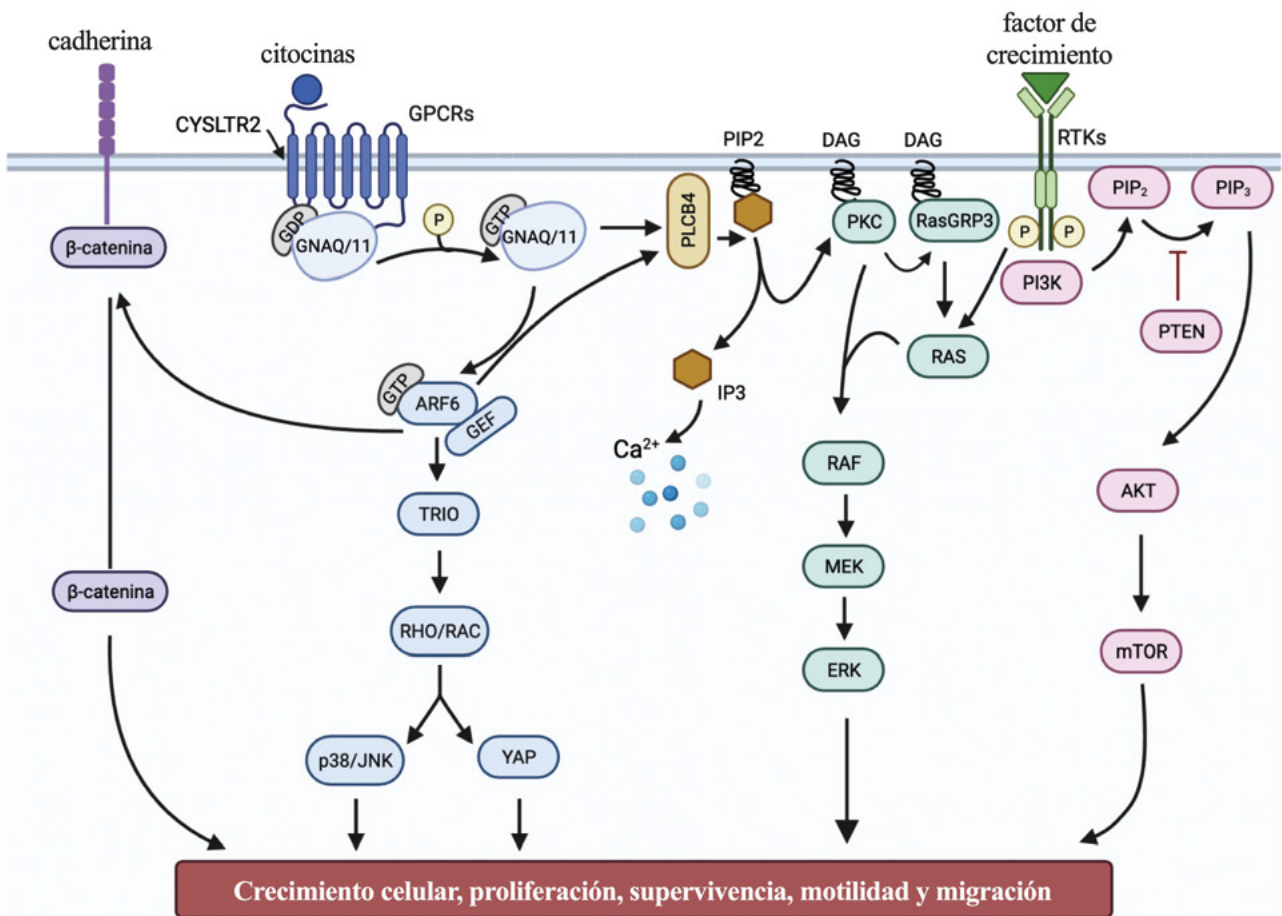 cadherina
citocinas
factor de
crecimiento
CYSLTR2
GPCRs
PIP2
DAG
DAG
RTKs
PIP₂
PIP₃
GDP
GNAQ/11
P
GTP
GNAQ/11
PLCB4
PKC
RasGRP3
P
P
β-catenina
PI3K
PTEN
RAS
GTP
ARF6
GEF
IP3
Ca²⁺
RAF
AKT
TRIO
MEK
β-catenina
RHO/RAC
mTOR
ERK
p38/JNK
YAP
Crecimiento celular, proliferación, supervivencia, motilidad y migración